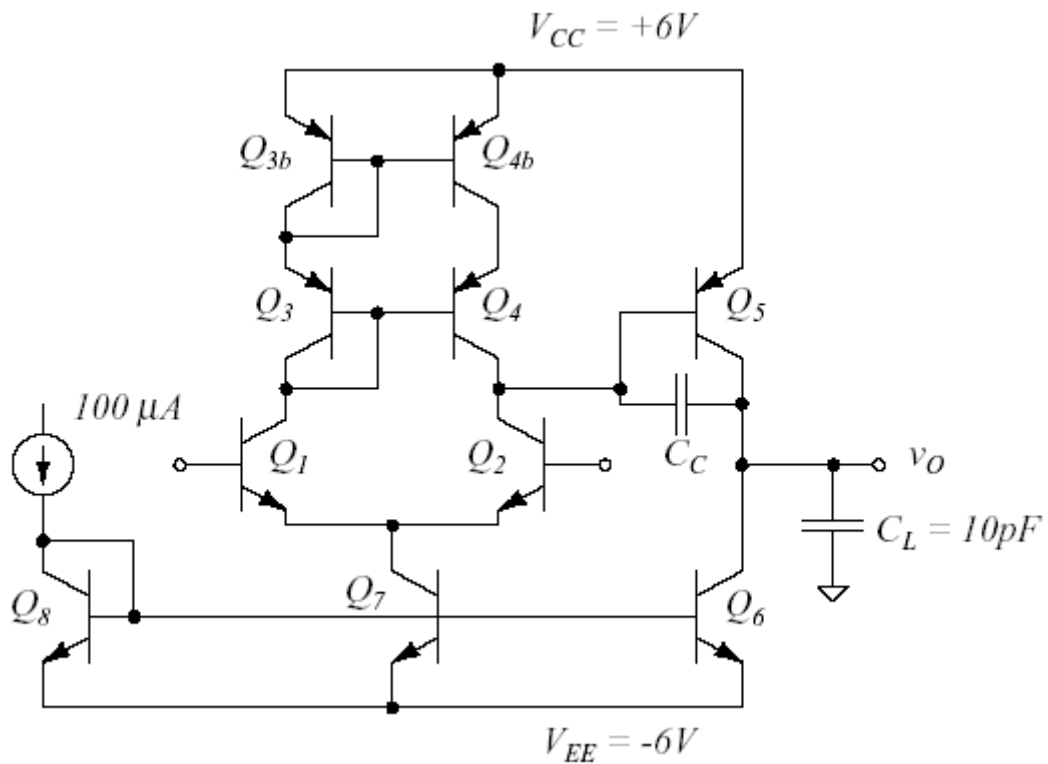 V_CC = +6V
Q_3b
Q_4b
Q_3
Q_4
Q_5
100 μA
Q_1
Q_2
C_C
v_O
C_L = 10pF
Q_8
Q_7
Q_6
V_EE = -6V